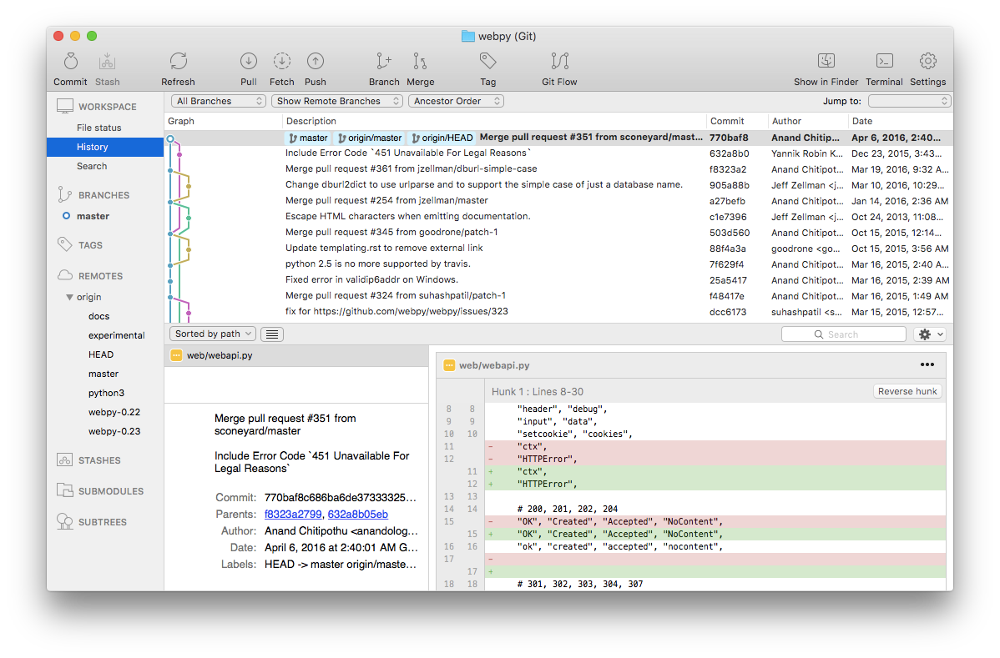 webpy (Git)
Commit Stash Refresh Pull Fetch Push Branch Merge Tag Git Flow Show in Finder Terminal Settings
WORKSPACE
File status
History
Search
BRANCHES
master
TAGS
REMOTES
origin
docs
experimental
HEAD
master
python3
webpy-0.22
webpy-0.23
STASHES
SUBMODULES
SUBTREES
All Branches Show Remote Branches Ancestor Order Jump to:
Graph Description Commit Author Date
master origin/master origin/HEAD Merge pull request #351 from sconeyard/mast... 770baf8 Anand Chitip... Apr 6, 2016, 2:40...
Include Error Code `451 Unavailable For Legal Reasons` 632a8b0 Yannik Robin K... Dec 23, 2015, 3:43...
Merge pull request #361 from jzellman/dburl-simple-case f8323a2 Anand Chitipot... Mar 19, 2016, 9:32 A...
Change dburl2dict to use urlparse and to support the simple case of just a database name. 905a88b Jeff Zellman <j... Mar 10, 2016, 10:29...
Merge pull request #254 from jzellman/master a27befb Anand Chitipot... Jan 14, 2016, 2:36 AM
Escape HTML characters when emitting documentation. c1e7396 Jeff Zellman <j... Oct 24, 2013, 11:08...
Merge pull request #345 from goodrone/patch-1 503d560 Anand Chitipot... Oct 15, 2015, 12:14...
Update templating.rst to remove external link 88f4a3a goodrone <go... Oct 15, 2015, 3:56 AM
python 2.5 is no more supported by travis. 7f629f4 Anand Chitipot... Mar 16, 2015, 2:40 A...
Fixed error in validip6addr on Windows. 25a5417 Anand Chitipot... Mar 16, 2015, 2:39 AM
Merge pull request #324 from suhashpatil/patch-1 f48417e Anand Chitipot... Mar 16, 2015, 1:49 AM
fix for https://github.com/webpy/webpy/issues/323 dcc6173 suhashpatil <s... Mar 15, 2015, 12:57...
Sorted by path Search
web/webapi.py
Merge pull request #351 from
sconeyard/master
Include Error Code `451 Unavailable For
Legal Reasons`
Commit: 770baf8c686ba6de37333325...
Parents: f8323a2799, 632a8b05eb
Author: Anand Chitipothu <anandolog...
Date: April 6, 2016 at 2:40:01 AM G...
Labels: HEAD -> master origin/maste...
web/webapi.py
Hunk 1 : Lines 8-30 Reverse hunk
8 8 "header", "debug",
9 9 "input", "data",
10 10 "setcookie", "cookies",
11 - "ctx",
12 - "HTTPError",
11 + "ctx",
12 + "HTTPError",
13 13
14 14 # 200, 201, 202, 204
15 - "OK", "Created", "Accepted", "NoContent",
15 + "OK", "Created", "Accepted", "NoContent",
16 16 "ok", "created", "accepted", "nocontent",
17 -
17 +
18 18 # 301, 302, 303, 304, 307